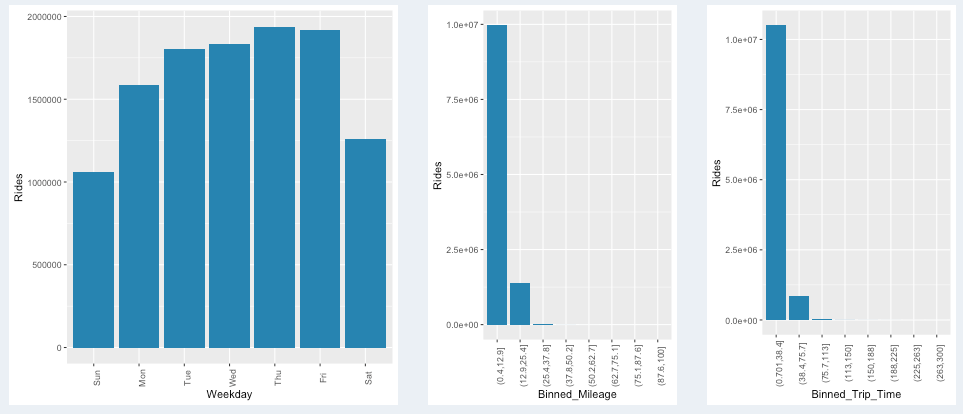 2000000
1500000
1000000
500000
0
Rides
Sun
Mon
Tue
Wed
Thu
Fri
Sat
Weekday
1.0e+07
7.5e+06
5.0e+06
2.5e+06
0.0e+00
Rides
(0.4,12.9]
(12.9,25.4]
(25.4,37.8]
(37.8,50.2]
(50.2,62.7]
(62.7,75.1]
(75.1,87.6]
(87.6,100]
Binned_Mileage
1.0e+07
7.5e+06
5.0e+06
2.5e+06
0.0e+00
Rides
(0.701,38.4]
(38.4,75.7]
(75.7,113]
(113,150]
(150,188]
(188,225]
(225,263]
(263,300]
Binned_Trip_Time